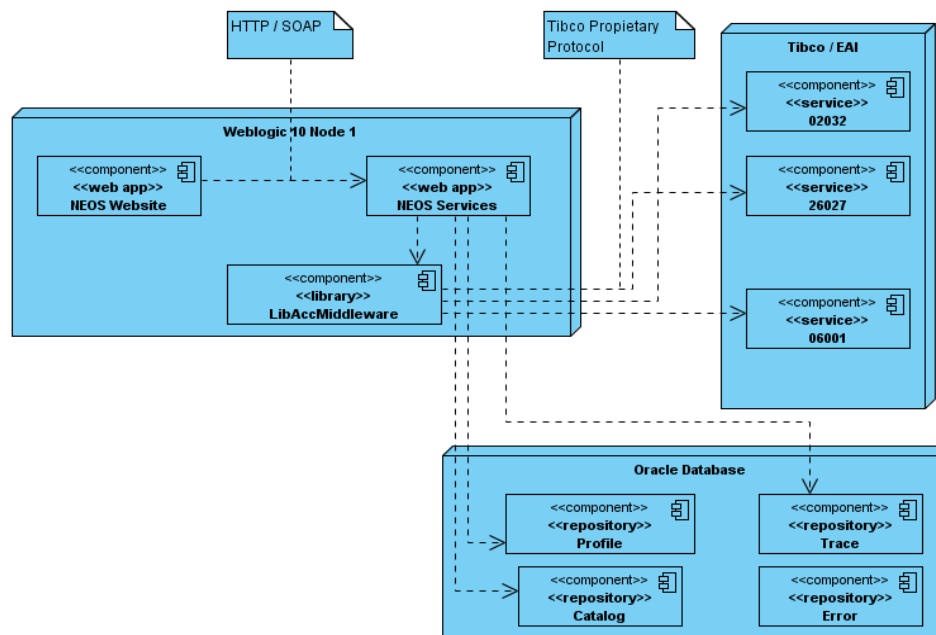 HTTP / SOAP
Tibco Propietary
Protocol
Tibco / EAI
<<component>>
<<service>>
02032
Weblogic 10 Node 1
<<component>>
<<web app>>
NEOS Website
<<component>>
<<web app>>
NEOS Services
<<component>>
<<service>>
26027
<<component>>
<<library>>
LibAccMiddleware
<<component>>
<<service>>
06001
Oracle Database
<<component>>
<<repository>>
Profile
<<component>>
<<repository>>
Trace
<<component>>
<<repository>>
Catalog
<<component>>
<<repository>>
Error